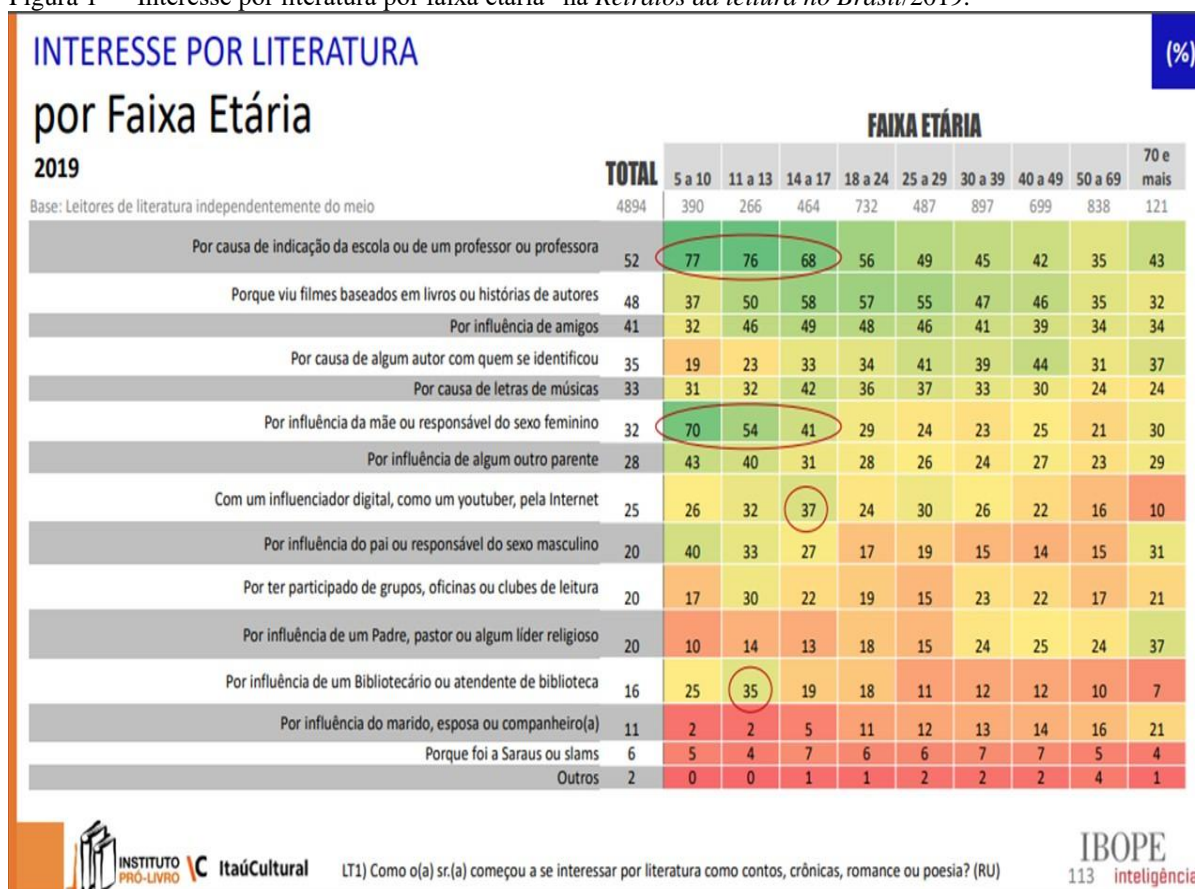 Figura 1 – "Interesse por literatura por faixa etária" na Retratos da leitura no Brasil/2019.
INTERESSE POR LITERATURA
(%)
por Faixa Etária
FAIXA ETÁRIA
2019
TOTAL 5 a 10 11 a 13 14 a 17 18 a 24 25 a 29 30 a 39 40 a 49 50 a 69 70 e mais
Base: Leitores de literatura independentemente do meio 4894 390 266 464 732 487 897 699 838 121
Por causa de indicação da escola ou de um professor ou professora 52 77 76 68 56 49 45 42 35 43
Porque viu filmes baseados em livros ou histórias de autores 48 37 50 58 57 55 47 46 35 32
Por influência de amigos 41 32 46 49 48 46 41 39 34 34
Por causa de algum autor com quem se identificou 35 19 23 33 34 41 39 44 31 37
Por causa de letras de músicas 33 31 32 42 36 37 33 30 24 24
Por influência da mãe ou responsável do sexo feminino 32 70 54 41 29 24 23 25 21 30
Por influência de algum outro parente 28 43 40 31 28 26 24 27 23 29
Com um influenciador digital, como um youtuber, pela Internet 25 26 32 37 24 30 26 22 16 10
Por influência do pai ou responsável do sexo masculino 20 40 33 27 17 19 15 14 15 31
Por ter participado de grupos, oficinas ou clubes de leitura 20 17 30 22 19 15 23 22 17 21
Por influência de um Padre, pastor ou algum líder religioso 20 10 14 13 18 15 24 25 24 37
Por influência de um Bibliotecário ou atendente de biblioteca 16 25 35 19 18 11 12 12 10 7
Por influência do marido, esposa ou companheiro(a) 11 2 2 5 11 12 13 14 16 21
Porque foi a Saraus ou slams 6 5 4 7 6 6 7 7 5 4
Outros 2 0 0 1 1 2 2 2 4 1
INSTITUTO PRÓ-LIVRO \C ItaúCultural
LT1) Como o(a) sr.(a) começou a se interessar por literatura como contos, crônicas, romance ou poesia? (RU)
IBOPE
113 inteligência